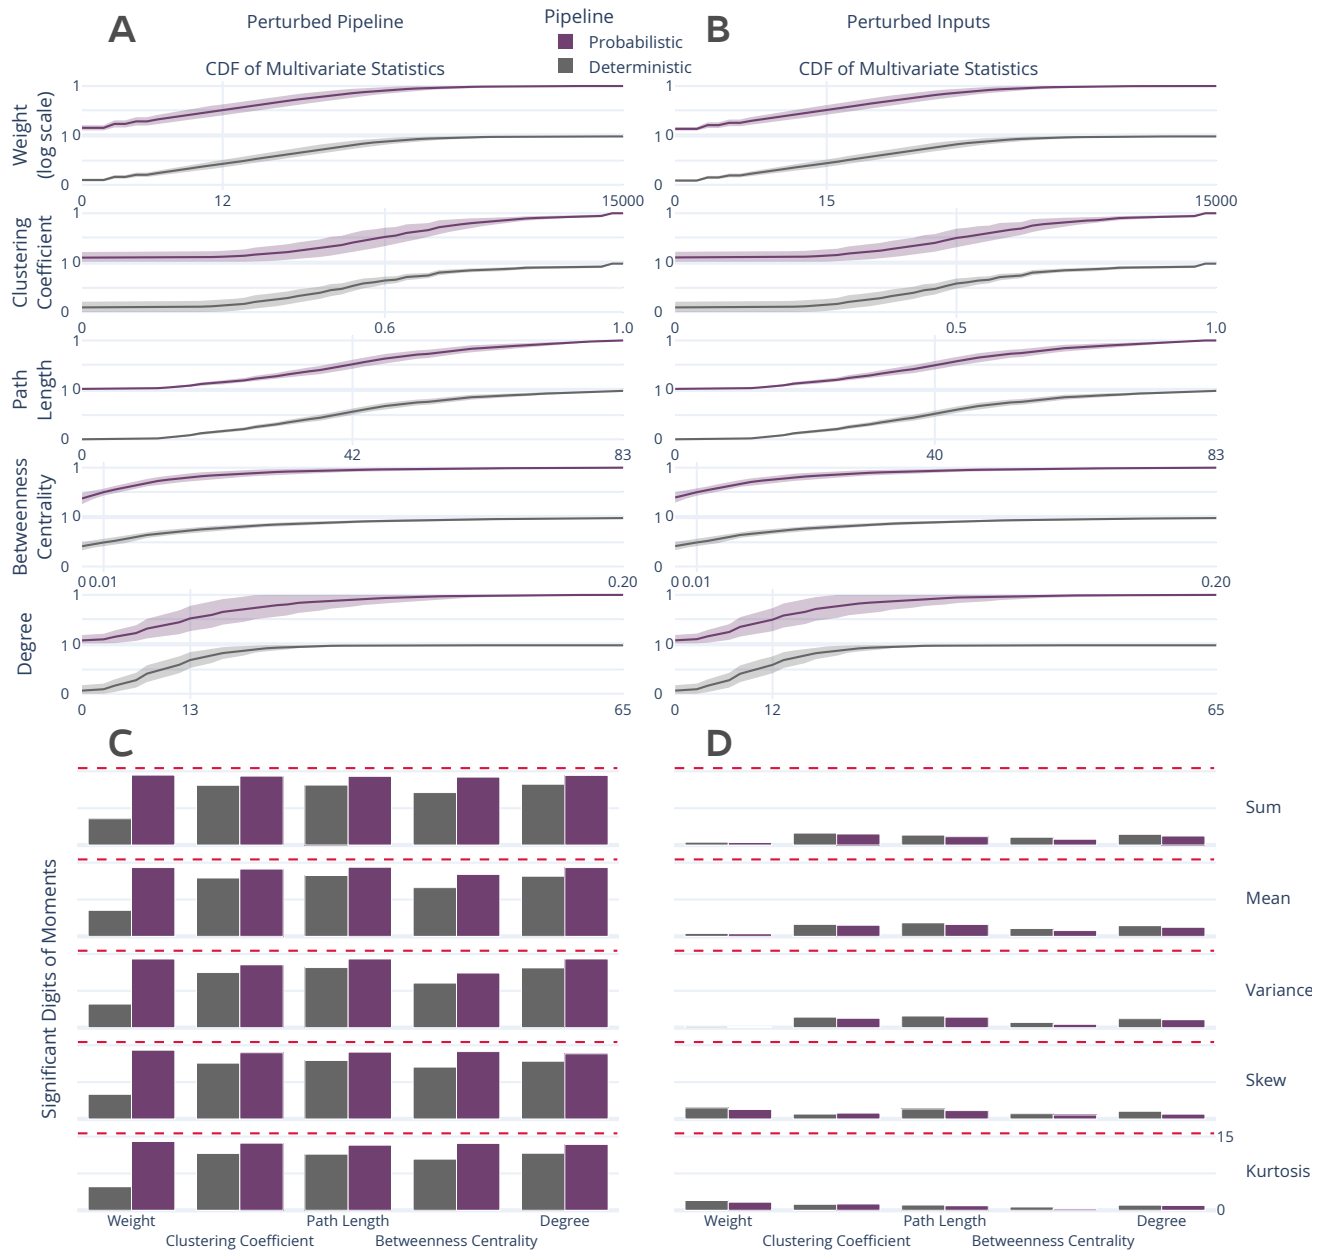 A
Perturbed Pipeline
Pipeline
Probabilistic
Deterministic
B
Perturbed Inputs
CDF of Multivariate Statistics
CDF of Multivariate Statistics
Weight
(log scale)
1
1 0
0
0 12 15000
1
1 0
0
0 15 15000
Clustering
Coefficient
1
1 0
0
0 0.6 1.0
1
1 0
0
0 0.5 1.0
Path
Length
1
1 0
0
0 42 83
1
1 0
0
0 40 83
Betweenness
Centrality
1
1 0
0
0 0.01 0.20
1
1 0
0
0 0.01 0.20
Degree
1
1 0
0
0 13 65
1
1 0
0
0 12 65
C
D
Significant Digits of Moments
Sum
Mean
Variance
Skew
15
Kurtosis
0
Weight Path Length Degree
Clustering Coefficient Betweenness Centrality
Weight Path Length Degree
Clustering Coefficient Betweenness Centrality